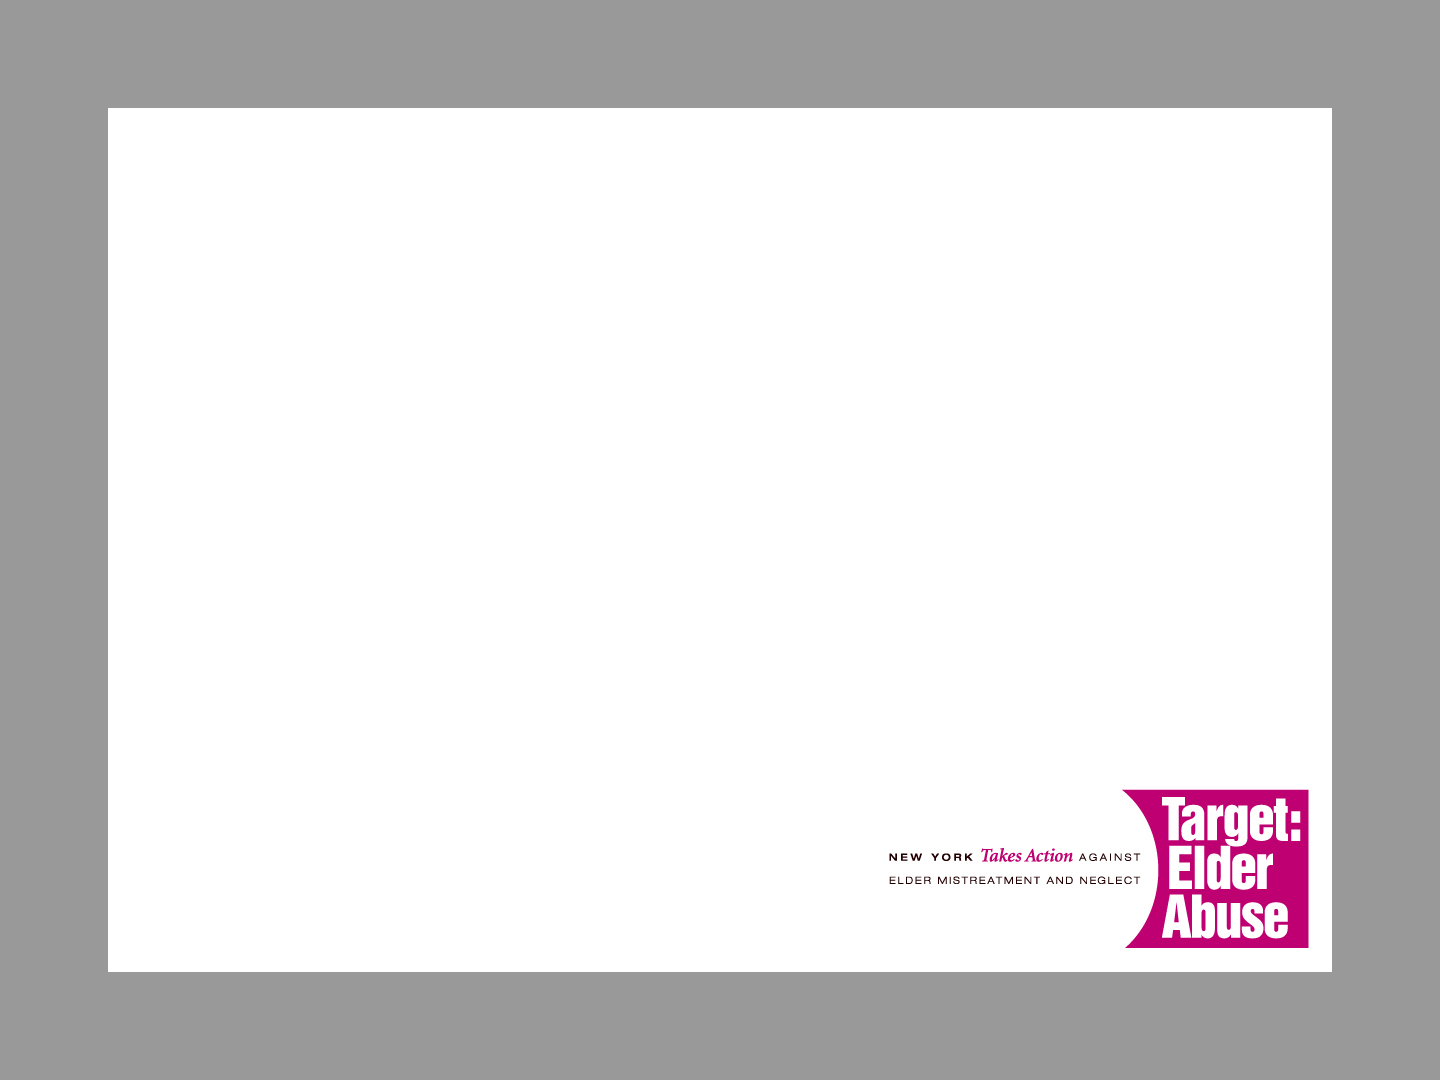 NEW YORK Takes Action AGAINST
ELDER MISTREATMENT AND NEGLECT
Target:
Elder
Abuse